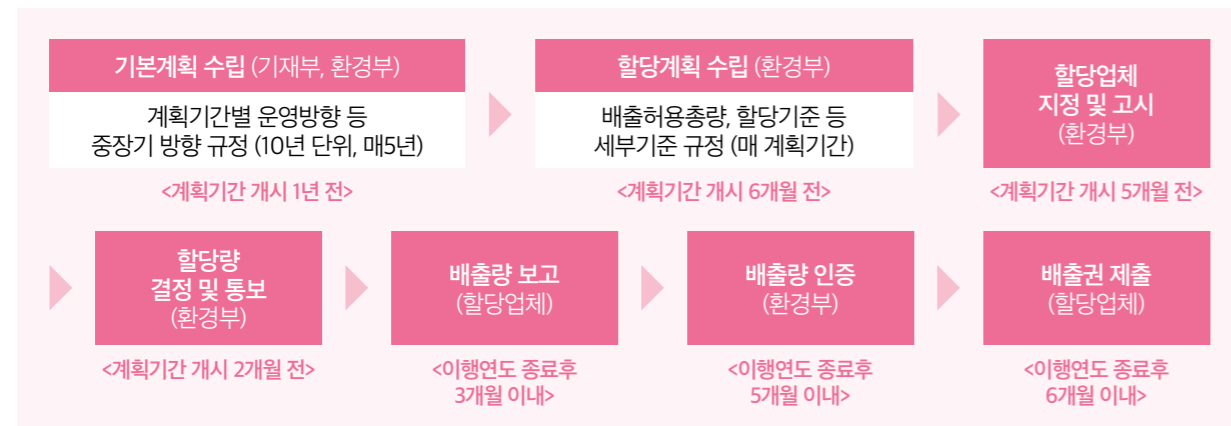 기본계획 수립 (기재부, 환경부)
계획기간별 운영방향 등
중장기 방향 규정 (10년 단위, 매5년)
<계획기간 개시 1년 전>
할당계획 수립 (환경부)
배출허용총량, 할당기준 등
세부기준 규정 (매 계획기간)
<계획기간 개시 6개월 전>
할당업체
지정 및 고시
(환경부)
<계획기간 개시 5개월 전>
할당량
결정 및 통보
(환경부)
<계획기간 개시 2개월 전>
배출량 보고
(할당업체)
<이행연도 종료후
3개월 이내>
배출량 인증
(환경부)
<이행연도 종료후
5개월 이내>
배출권 제출
(할당업체)
<이행연도 종료후
6개월 이내>